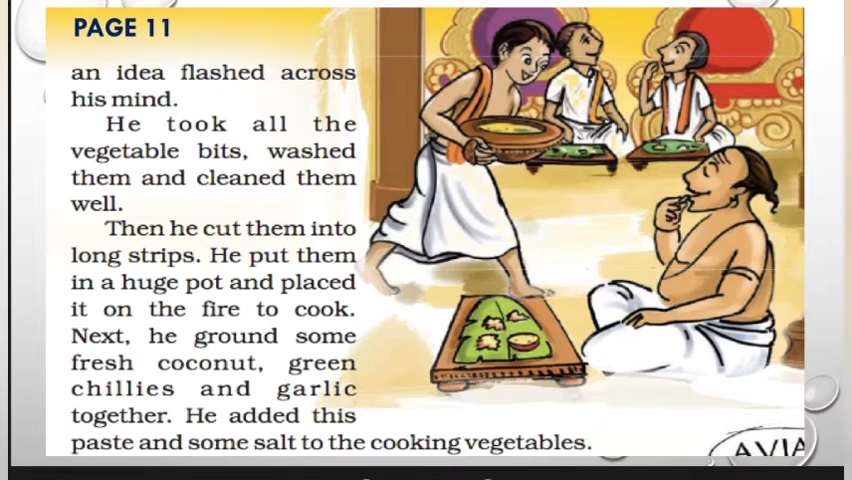 PAGE 11
an idea flashed across
his mind.
He took all the
vegetable bits, washed
them and cleaned them
well.
Then he cut them into
long strips. He put them
in a huge pot and placed
it on the fire to cook.
Next, he ground some
fresh coconut, green
chillies and garlic
together. He added this
paste and some salt to the cooking vegetables.